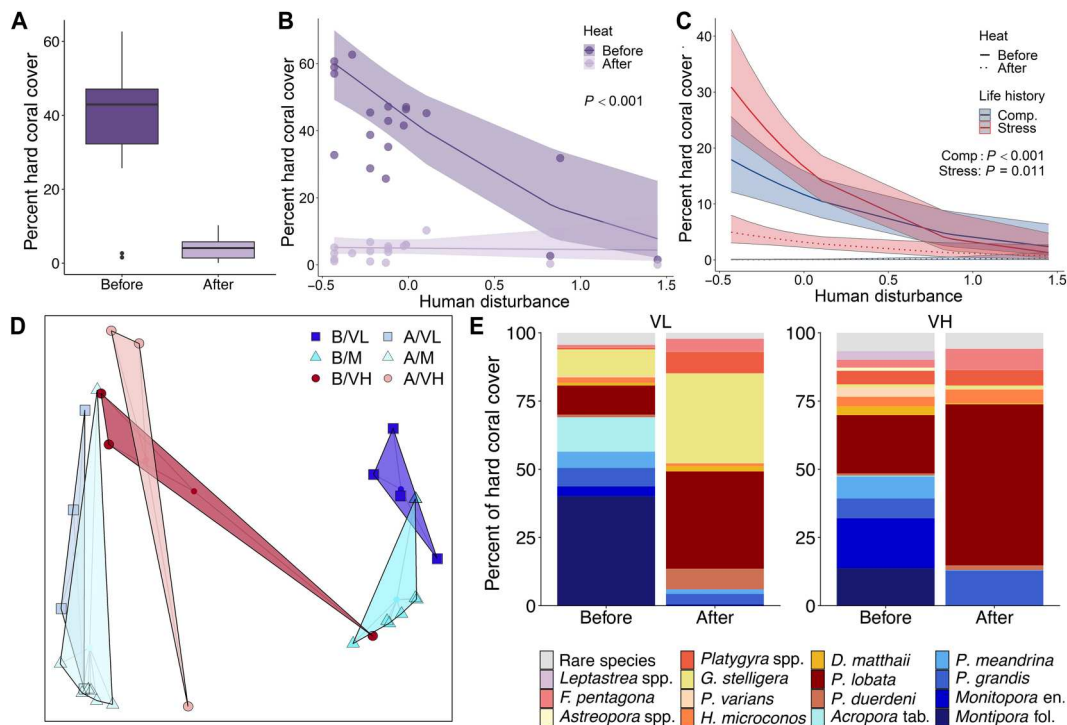 A
Percent hard coral cover
60
40
20
0
Before
After
B
Percent hard coral cover
60
40
20
0
Heat
Before
After
P < 0.001
−0.5
0.0
0.5
1.0
1.5
Human disturbance
C
Percent hard coral cover
40
30
20
10
0
Heat
Before
After
Life history
Comp.
Stress
Comp : P < 0.001
Stress: P = 0.011
−0.5
0.0
0.5
1.0
1.5
Human disturbance
D
B/VL
A/VL
B/M
A/M
B/VH
A/VH
E
Percent of hard coral cover
VL
100
75
50
25
0
Before
After
VH
100
75
50
25
0
Before
After
Rare species
Leptastrea spp.
F. pentagona
Astreopora spp.
Platygyra spp.
G. stelligera
P. varians
H. microconos
D. matthaii
P. lobata
P. duerdeni
Acropora tab.
P. meandrina
P. grandis
Monitopora en.
Montipora fol.